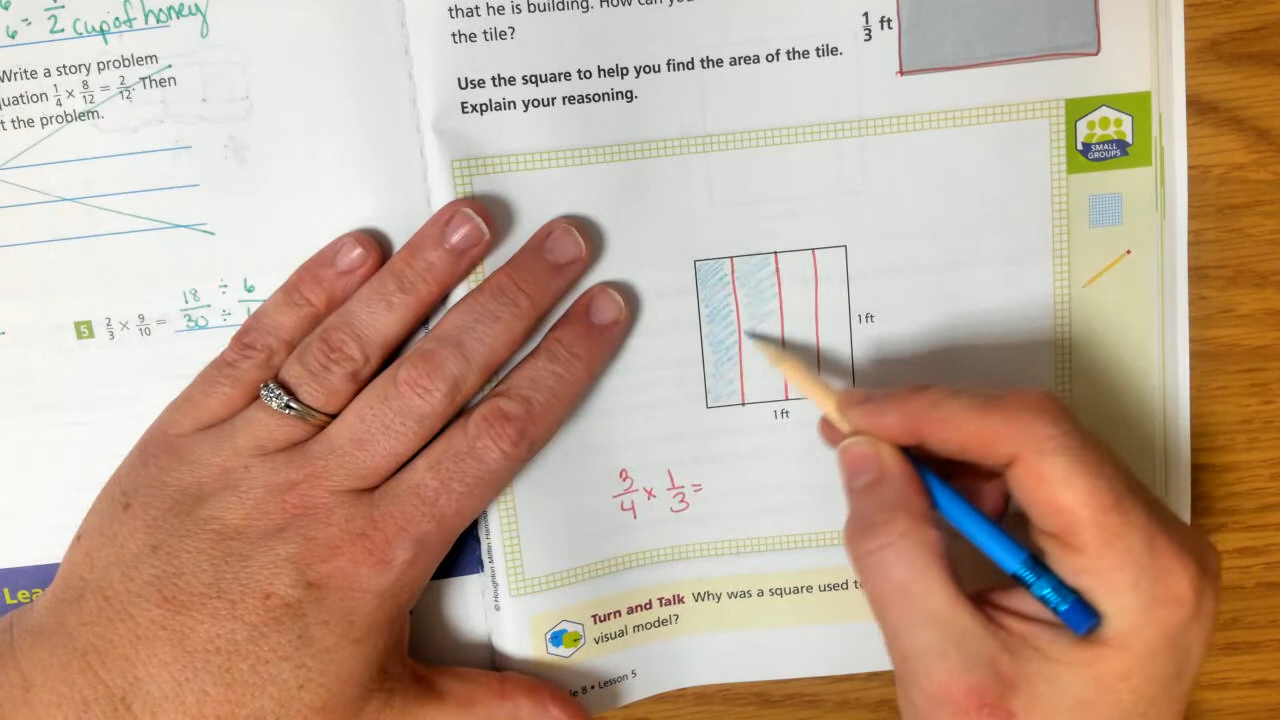 6 = 1/2 cup of honey
Write a story problem
uation 1/4 × 8/12 = 2/12. Then
t the problem.
5 2/3 × 9/10 = 18/30 ÷ 6
Lea
that he is building. How can
the tile?
1/3 ft
Use the square to help you find the area of the tile.
Explain your reasoning.
SMALL
GROUPS
1 ft
1 ft
3/4 × 1/3 =
Turn and Talk Why was a square used t
visual model?
le 8 • Lesson 5
© Houghton Mifflin Harcour